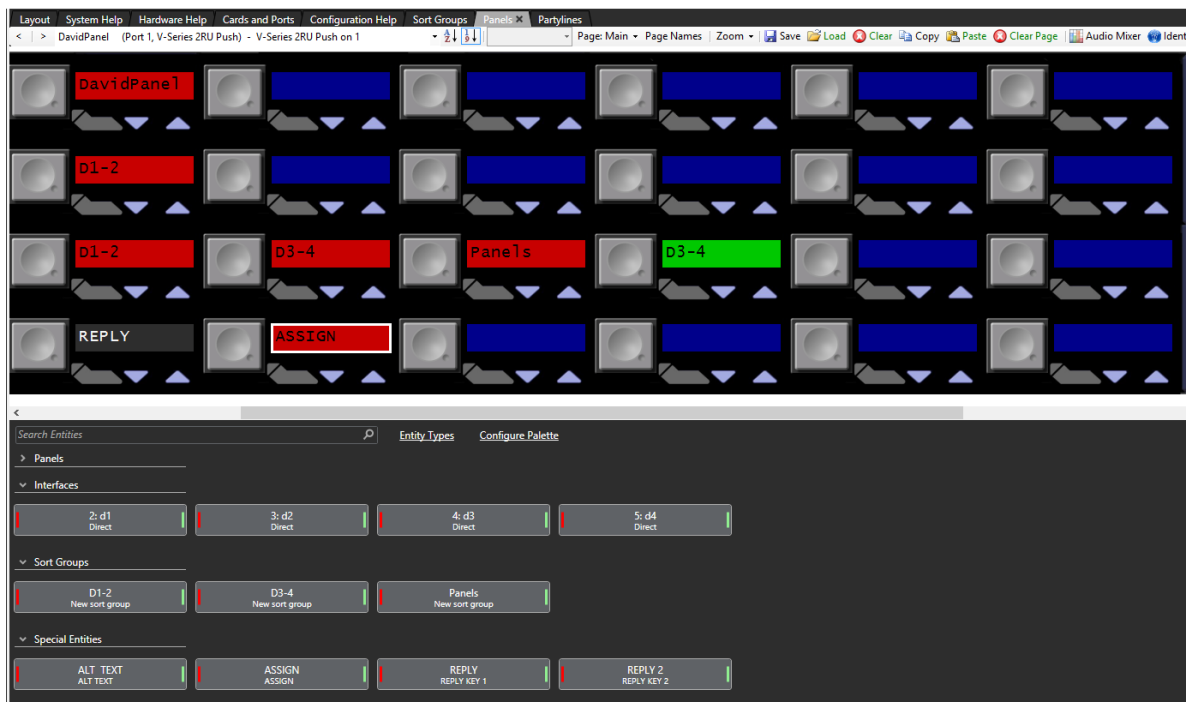 Layout System Help Hardware Help Cards and Ports Configuration Help Sort Groups Panels Partylines
DavidPanel (Port 1, V-Series 2RU Push) - V-Series 2RU Push on 1 Page: Main Page Names Zoom Save Load Clear Copy Paste Clear Page Audio Mixer Ident
DavidPanel
D1-2
D1-2 D3-4 Panels D3-4
REPLY ASSIGN
Search Entities Entity Types Configure Palette
Panels
Interfaces
2: d1 3: d2 4: d3 5: d4
Direct Direct Direct Direct
Sort Groups
D1-2 D3-4 Panels
New sort group New sort group New sort group
Special Entities
ALT TEXT ASSIGN REPLY REPLY 2
ALT TEXT ASSIGN REPLY KEY 1 REPLY KEY 2